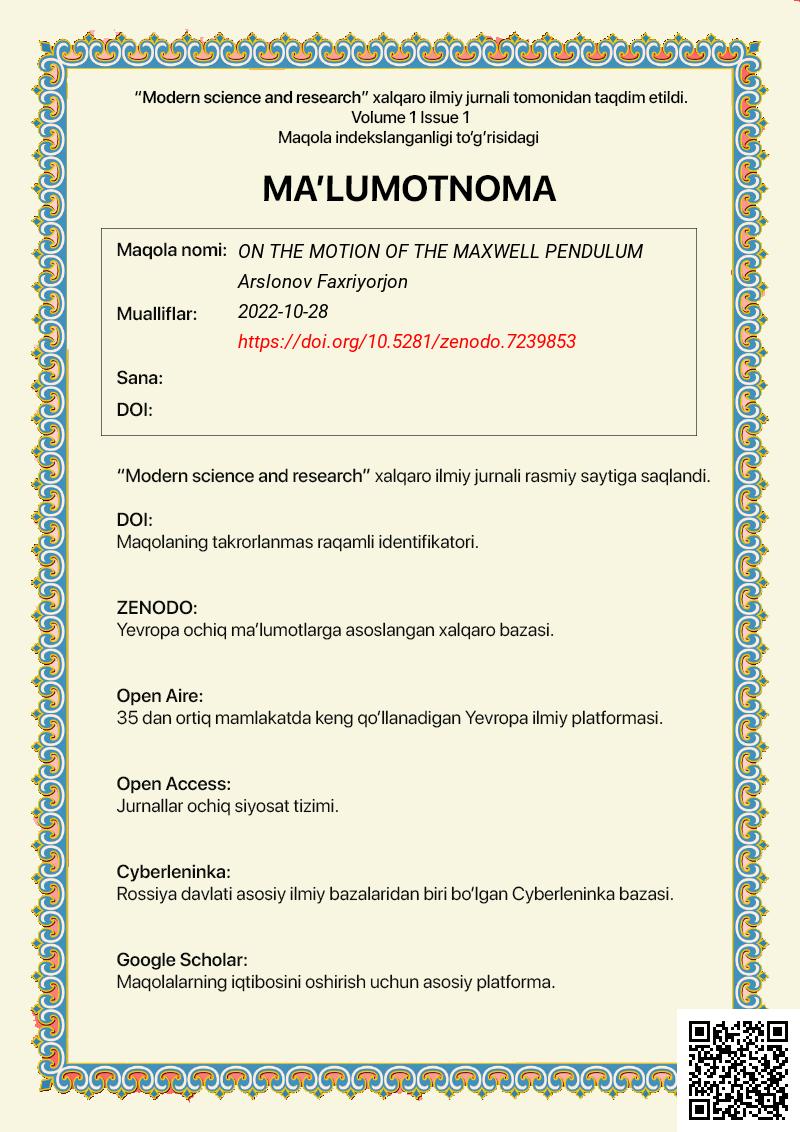 “Modern science and research” xalqaro ilmiy jurnali tomonidan taqdim etildi.
Volume 1 Issue 1
Maqola indekslanganligi to‘g‘risidagi
MA’LUMOTNOMA
Maqola nomi: ON THE MOTION OF THE MAXWELL PENDULUM
Arslonov Faxriyorjon
Mualliflar: 2022-10-28
https://doi.org/10.5281/zenodo.7239853
Sana:
DOI:
“Modern science and research” xalqaro ilmiy jurnali rasmiy saytiga saqlandi.
DOI:
Maqolaning takrorlanmas raqamli identifikatori.
ZENODO:
Yevropa ochiq ma’lumotlarga asoslangan xalqaro bazasi.
Open Aire:
35 dan ortiq mamlakatda keng qo‘llanadigan Yevropa ilmiy platformasi.
Open Access:
Jurnallar ochiq siyosat tizimi.
Cyberleninka:
Rossiya davlati asosiy ilmiy bazalaridan biri bo‘lgan Cyberleninka bazasi.
Google Scholar:
Maqolalarning iqtibosini oshirish uchun asosiy platforma.